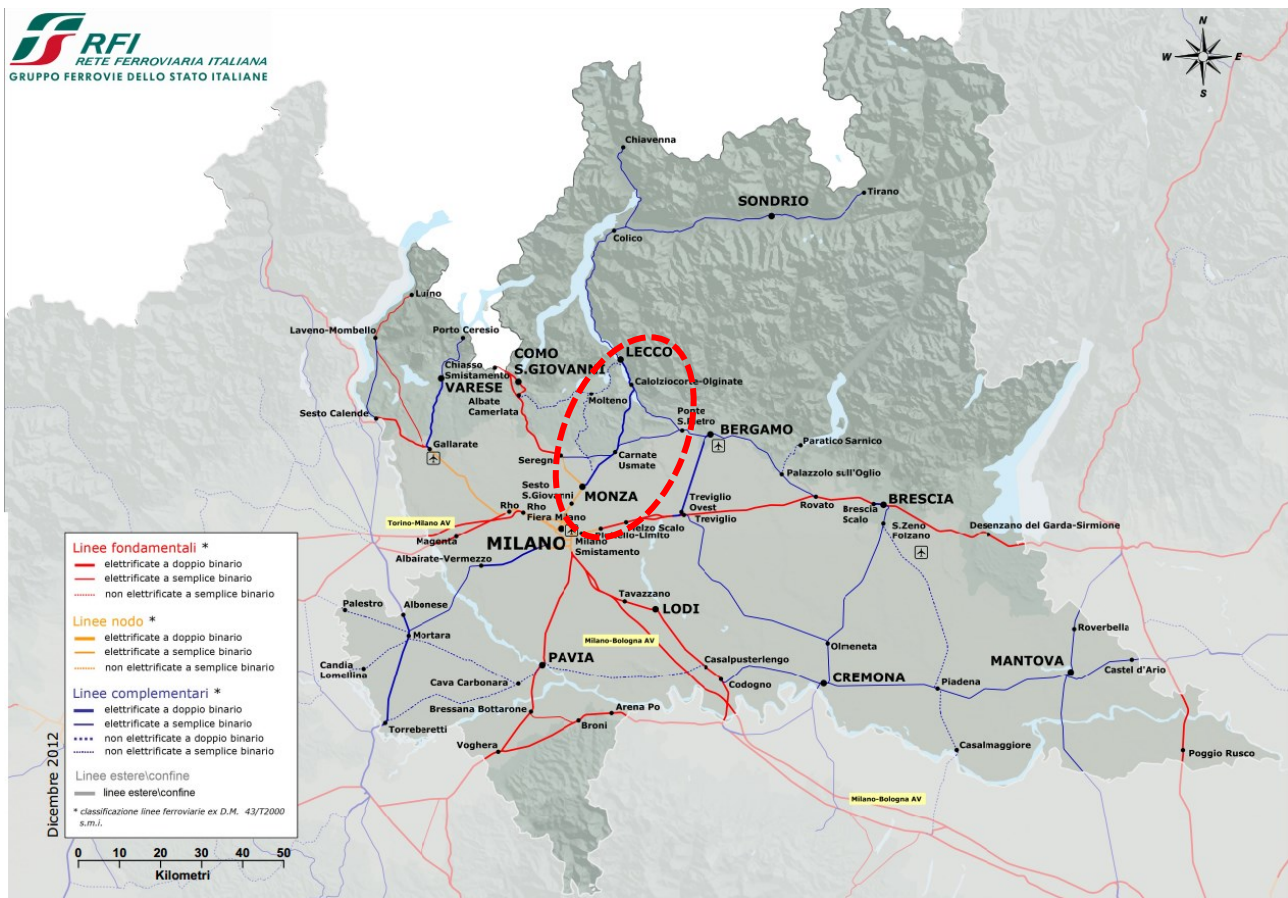 RFI
RETE FERROVIARIA ITALIANA
GRUPPO FERROVIE DELLO STATO ITALIANE
N
W
E
S
Chiavenna
SONDRIO
Tirano
Colico
Luino
Laveno-Mombello
Porto Ceresio
COMO
S.GIOVANNI
LECCO
Chiasso
Smistamento
VARESE
Calolziocorte-Olginate
Albate
Camerlata
Molteno
Sesto Calende
Ponte
S.Pietro
BERGAMO
Paratico Sarnico
Gallarate
Seregno
Carnate
Usmate
Palazzolo sull'Oglio
Sesto
S.Giovanni
MONZA
Rho
Rho
Fiera Milano
Treviglio
Ovest
Treviglio
Rovato
BRESCIA
Brescia
Scalo
Torino-Milano AV
Magenta
MILANO
Melzo Scalo
Pioltello-Limito
Milano
Smistamento
S.Zeno
Folzano
Desenzano del Garda-Sirmione
Albairate-Vermezzo
Linee fondamentali *
elettrificate a doppio binario
elettrificate a semplice binario
non elettrificate a semplice binario
Linee nodo *
elettrificate a doppio binario
elettrificate a semplice binario
non elettrificate a semplice binario
Linee complementari *
elettrificate a doppio binario
elettrificate a semplice binario
non elettrificate a doppio binario
non elettrificate a semplice binario
Linee estere\confine
linee estere\confine
* classificazione linee ferroviarie ex D.M. 43/T2000
s.m.i.
Dicembre 2012
0 10 20 30 40 50
Kilometri
Palestro
Albonese
Mortara
Candia
Lomellina
Cava Carbonara
Torreberetti
Tavazzano
LODI
Milano-Bologna AV
PAVIA
Casalpusterlengo
Codogno
Bressana Bottarone
Arena Po
Broni
Voghera
Olmeneta
CREMONA
Piadena
Casalmaggiore
Roverbella
MANTOVA
Castel d'Ario
Poggio Rusco
Milano-Bologna AV